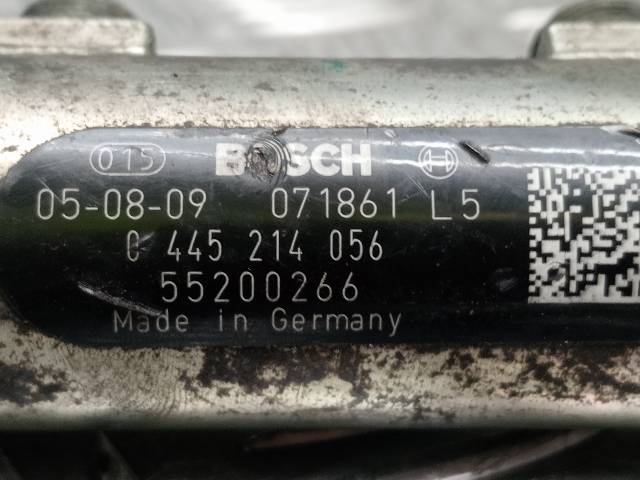 015 BOSCH
05-08-09 071861 L5
0 445 214 056
55200266
Made in Germany